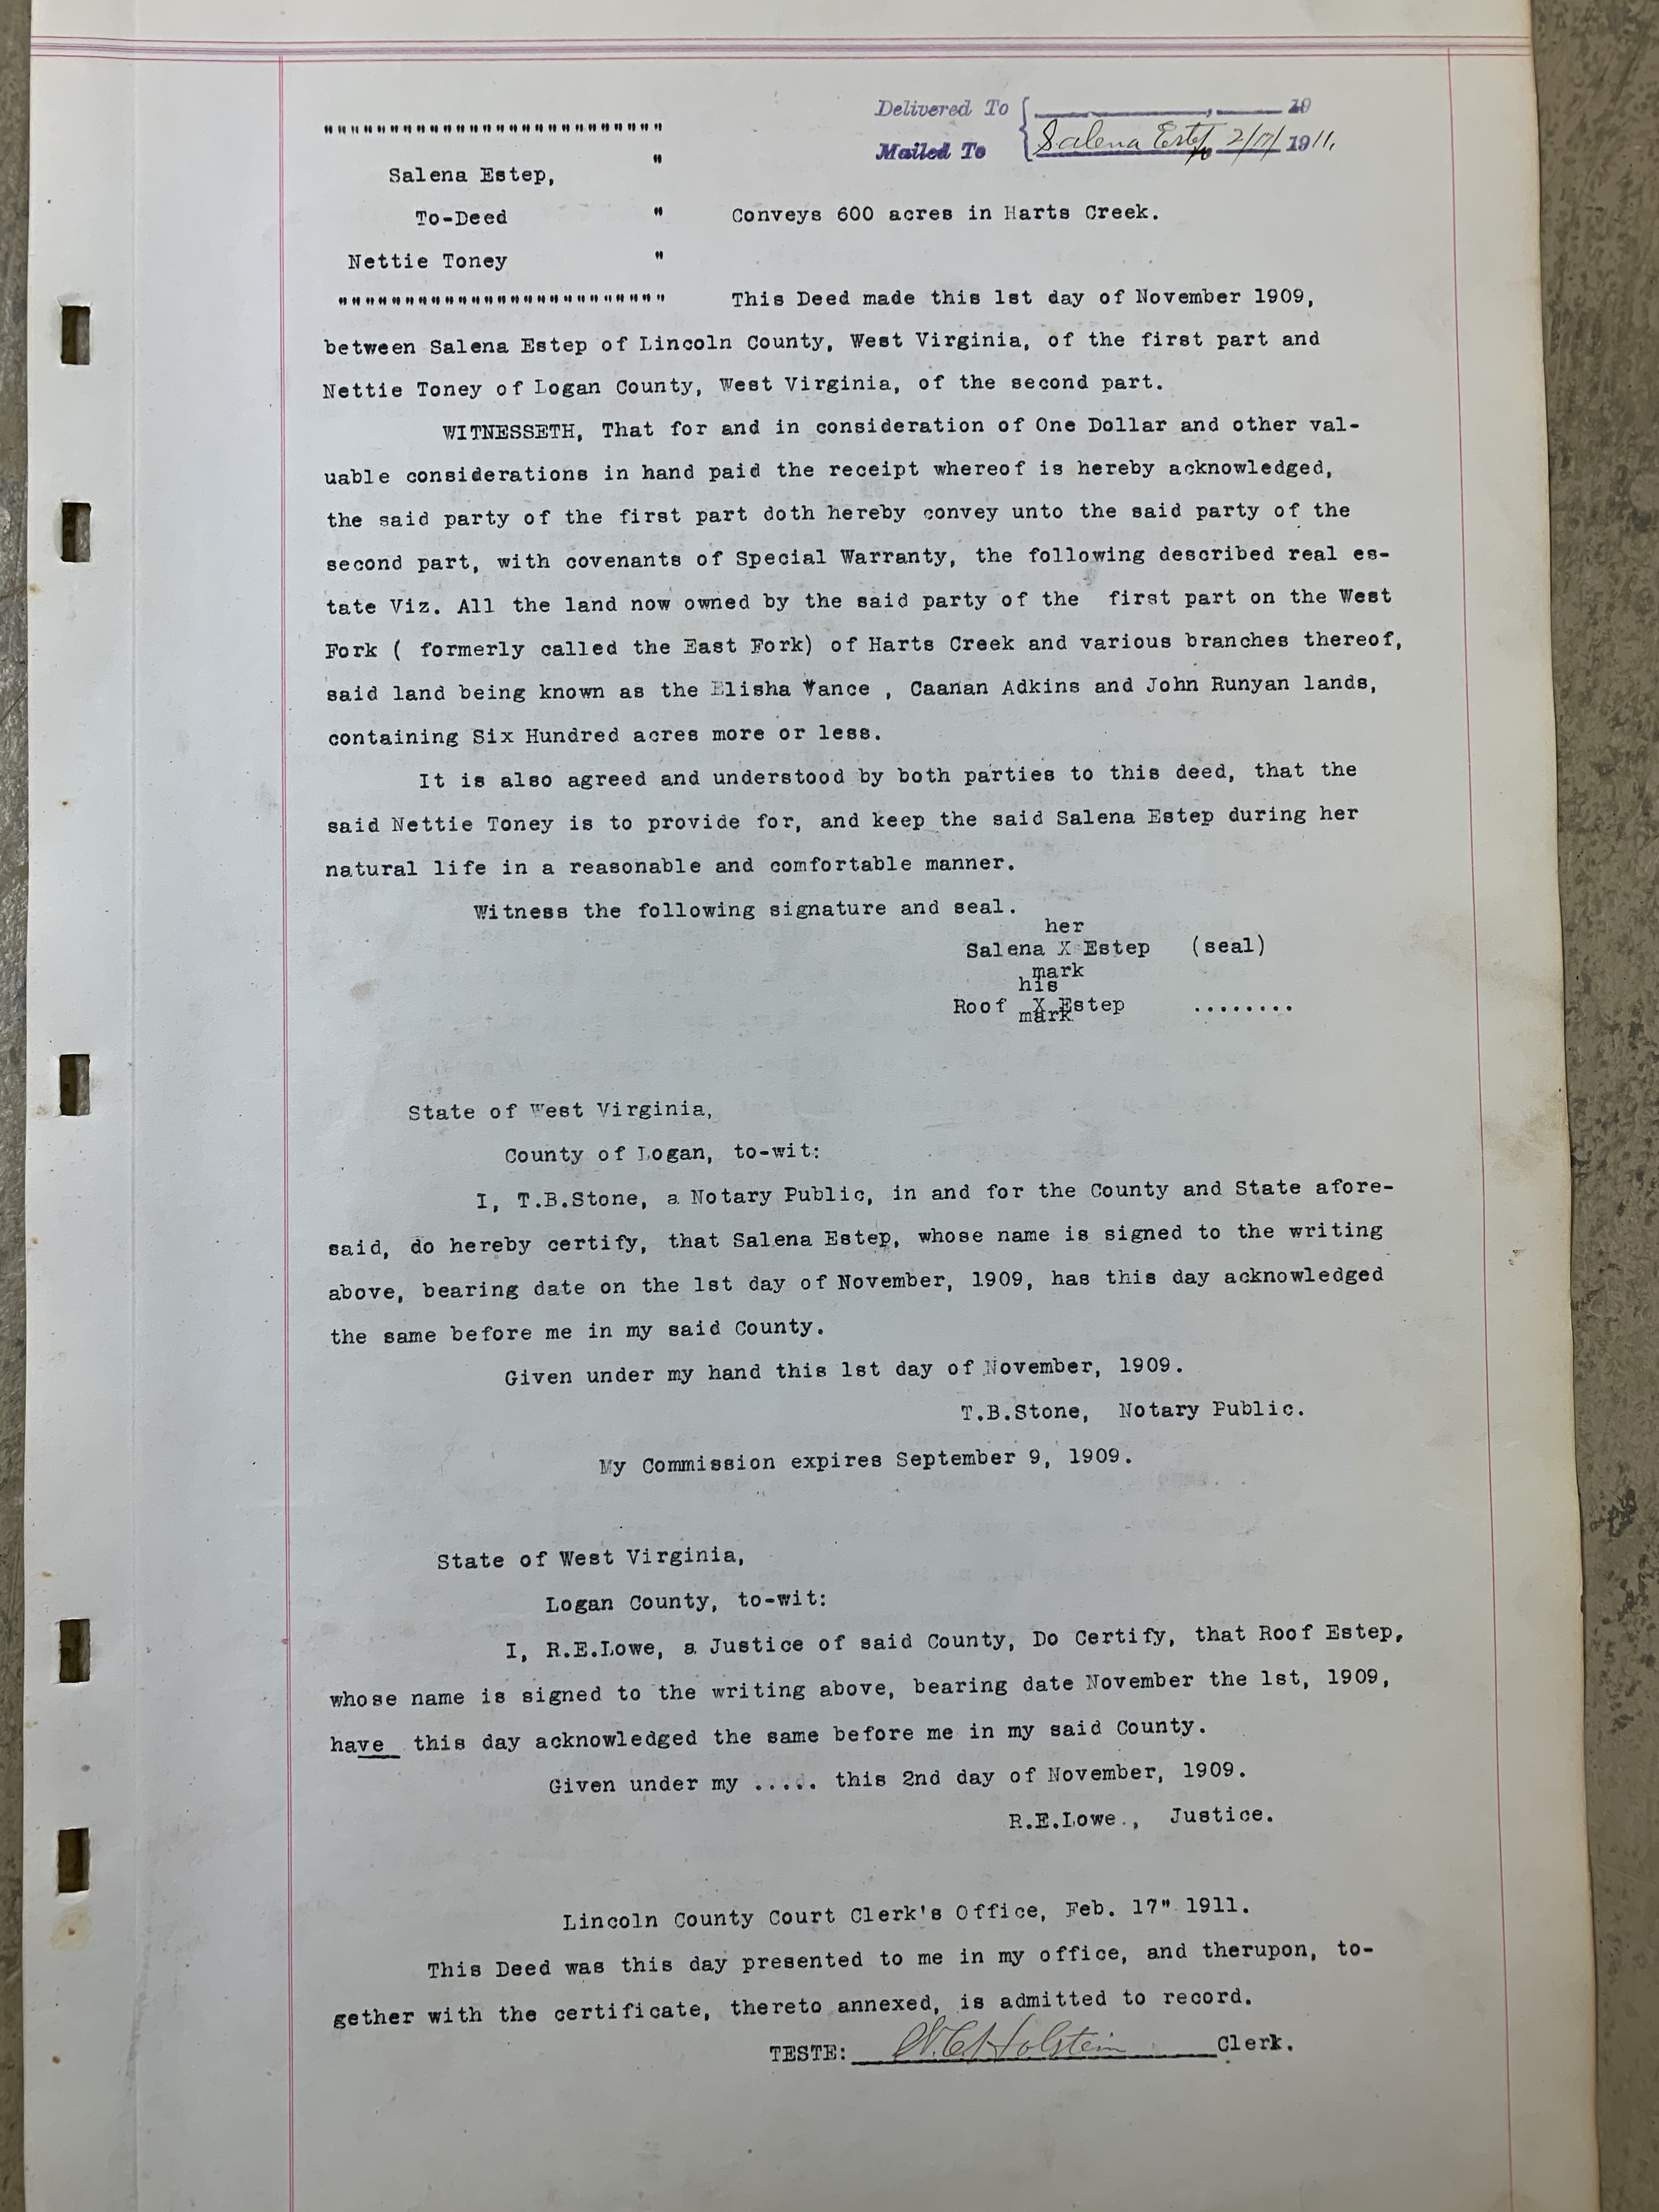 Delivered To ________, ____ 19
Mailed To Salena Estep 2/17/ 1911.
""""""""""""""""""""""""""
"
Salena Estep,
To-Deed " Conveys 600 acres in Harts Creek.
Nettie Toney "
""""""""""""""""""""""""" This Deed made this 1st day of November 1909,
between Salena Estep of Lincoln County, West Virginia, of the first part and
Nettie Toney of Logan County, West Virginia, of the second part.
WITNESSETH, That for and in consideration of One Dollar and other val-
uable considerations in hand paid the receipt whereof is hereby acknowledged,
the said party of the first part doth hereby convey unto the said party of the
second part, with covenants of Special Warranty, the following described real es-
tate Viz. All the land now owned by the said party of the first part on the West
Fork ( formerly called the East Fork) of Harts Creek and various branches thereof,
said land being known as the Elisha Vance , Caanan Adkins and John Runyan lands,
containing Six Hundred acres more or less.
It is also agreed and understood by both parties to this deed, that the
said Nettie Toney is to provide for, and keep the said Salena Estep during her
natural life in a reasonable and comfortable manner.
Witness the following signature and seal.
her
Salena X Estep (seal)
mark
his
Roof X Estep ........
mark
State of West Virginia,
County of Logan, to-wit:
I, T.B.Stone, a Notary Public, in and for the County and State afore-
said, do hereby certify, that Salena Estep, whose name is signed to the writing
above, bearing date on the 1st day of November, 1909, has this day acknowledged
the same before me in my said County.
Given under my hand this 1st day of November, 1909.
T.B.Stone, Notary Public.
My Commission expires September 9, 1909.
State of West Virginia,
Logan County, to-wit:
I, R.E.Lowe, a Justice of said County, Do Certify, that Roof Estep,
whose name is signed to the writing above, bearing date November the 1st, 1909,
have this day acknowledged the same before me in my said County.
Given under my ..... this 2nd day of November, 1909.
R.E.Lowe., Justice.
Lincoln County Court Clerk's Office, Feb. 17" 1911.
This Deed was this day presented to me in my office, and therupon, to-
gether with the certificate, thereto annexed, is admitted to record.
TESTE: Holstein Clerk.